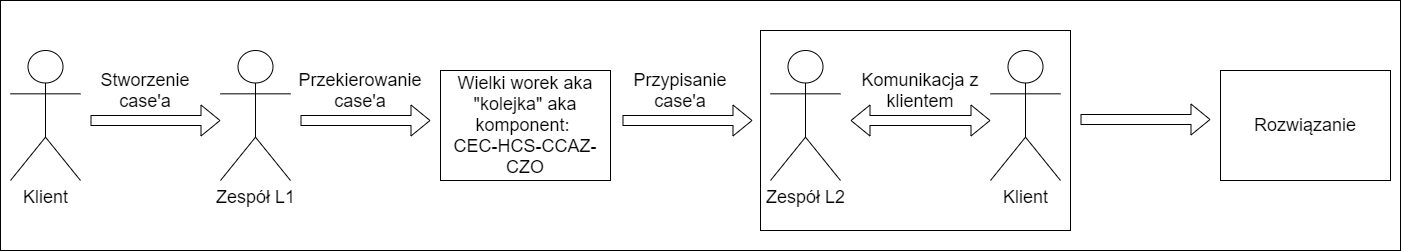 Stworzenie
case'a
Klient
Zespół L1
Przekierowanie
case'a
Wielki worek aka
"kolejka" aka
komponent:
CEC-HCS-CCAZ-
CZO
Przypisanie
case'a
Zespół L2
Komunikacja z
klientem
Klient
Rozwiązanie